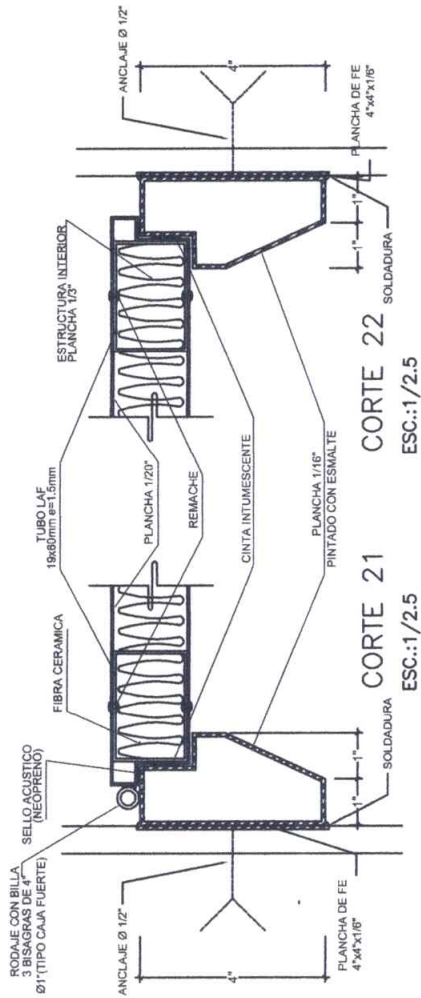 RODAJE CON BILLA
3 BISAGRAS DE 4"
Ø1"(TIPO CAJA FUERTE)
SELLO ACUSTICO
(NEOPRENO)
FIBRA CERAMICA
TUBO LAF
19x60mm e=1.5mm
PLANCHA 1/20"
REMACHE
ESTRUCTURA INTERIOR
PLANCHA 1/3"
ANCLAJE Ø 1/2"
ANCLAJE Ø 1/2"
4"
4"
CINTA INTUMESCENTE
PLANCHA 1/16"
PINTADO CON ESMALTE
PLANCHA DE FE
4"x4"x1/6"
1"
1"
SOLDADURA
1"
1"
SOLDADURA
PLANCHA DE FE
4"x4"x1/6"
CORTE 21
ESC.:1/2.5
CORTE 22
ESC.:1/2.5